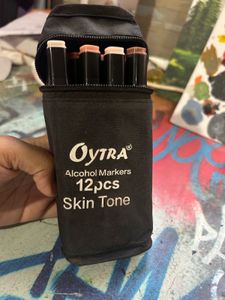 OYTRA®
Alcohol Markers
12pcs
Skin Tone